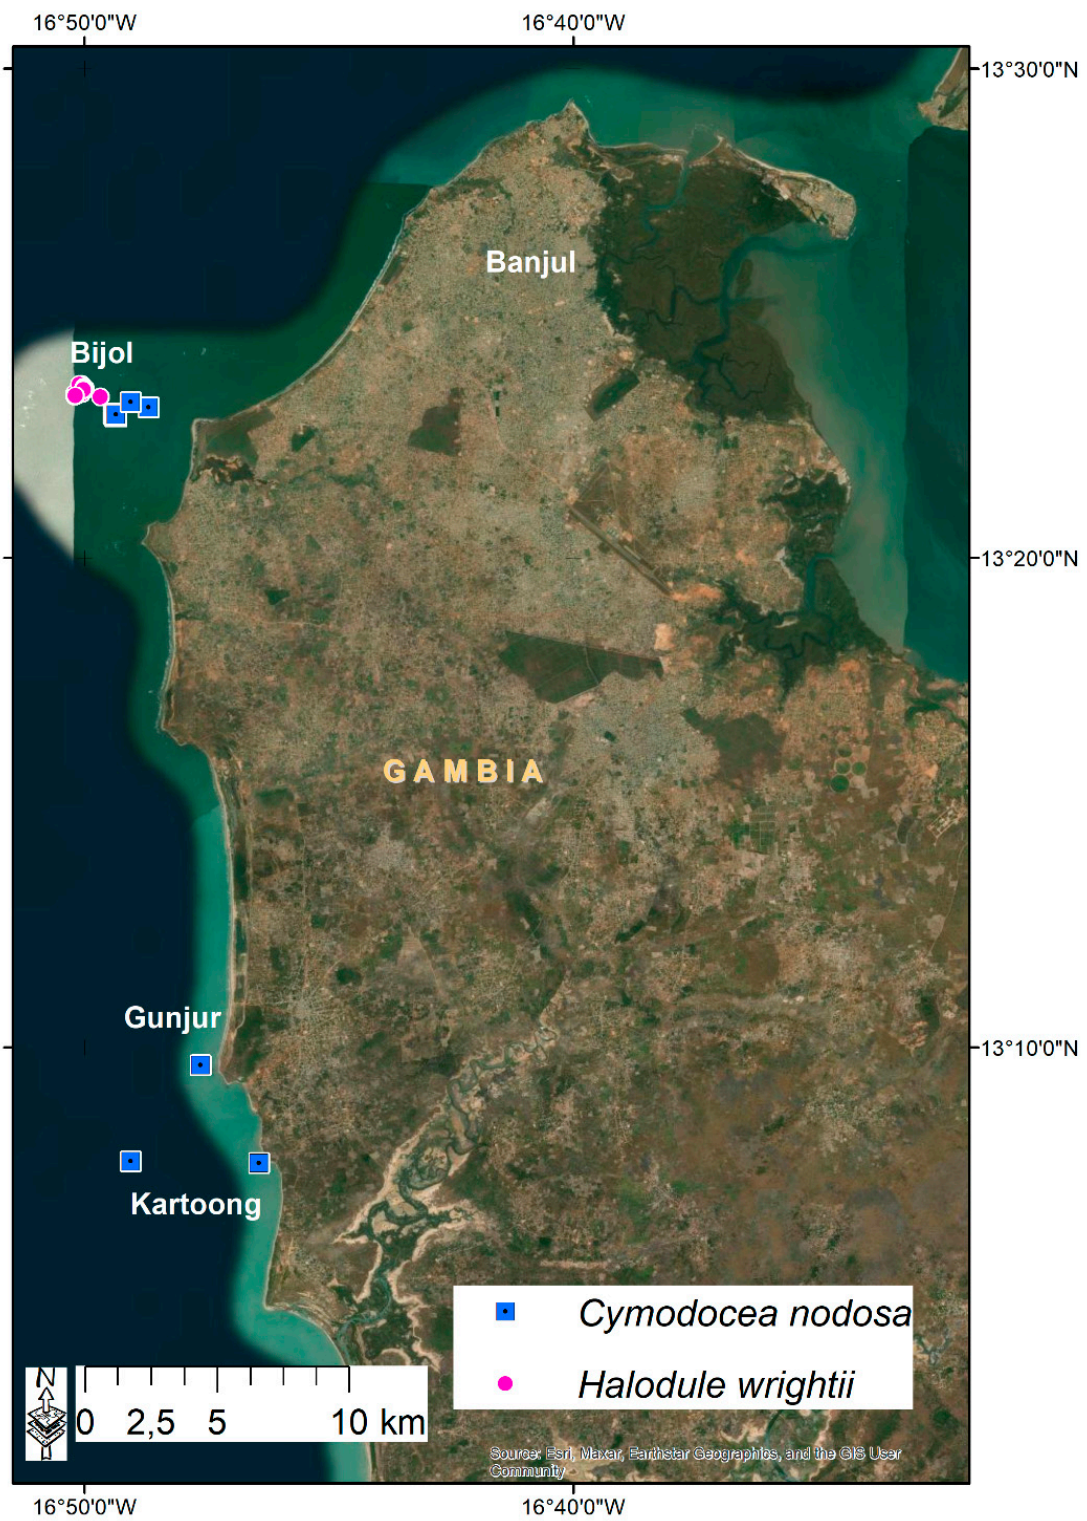 16°50'0"W 16°40'0"W
13°30'0"N
Banjul
Bijol
13°20'0"N
GAMBIA
Gunjur
13°10'0"N
Kartoong
Cymodocea nodosa
Halodule wrightii
N
0 2,5 5 10 km
Source: Esri, Maxar, Earthstar Geographics, and the GIS User
Community
16°50'0"W 16°40'0"W